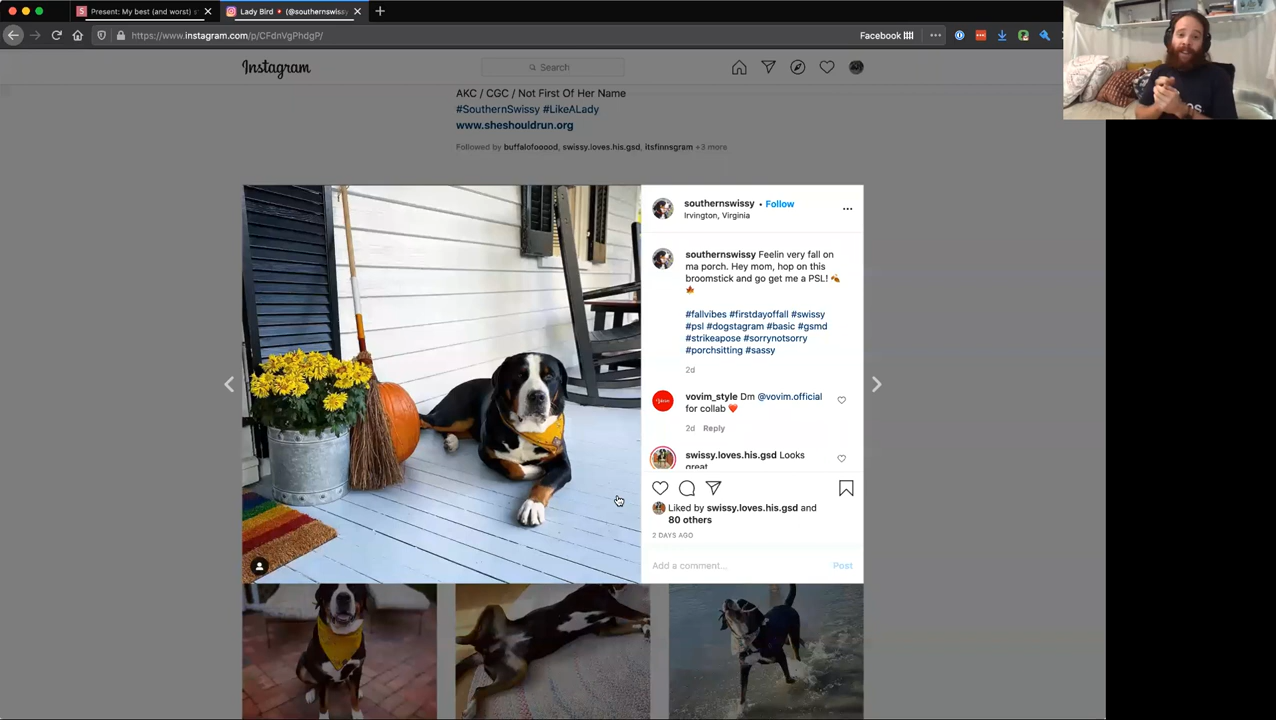 Present: My best (and worst) s
Lady Bird
(@southernswissy
https://www.instagram.com/p/CFdnVgPhdgP/
Facebook
Instagram
Search
AKC / CGC / Not First Of Her Name
#SouthernSwissy #LikeALady
www.sheshouldrun.org
Followed by buffalofooood, swissy.loves.his.gsd, itsfinnsgram +3 more
southernswissy • Follow
Irvington, Virginia
southernswissy Feelin very fall on
ma porch. Hey mom, hop on this
broomstick and go get me a PSL! 🍂
🍁
#fallvibes #firstdayoffall #swissy
#psl #dogstagram #basic #gsmd
#strikeapose #sorrynotsorry
#porchsitting #sassy
2d
vovim_style Dm @vovim.official
for collab ❤️
2d Reply
swissy.loves.his.gsd Looks
great
Liked by swissy.loves.his.gsd and
80 others
2 DAYS AGO
Add a comment...
Post